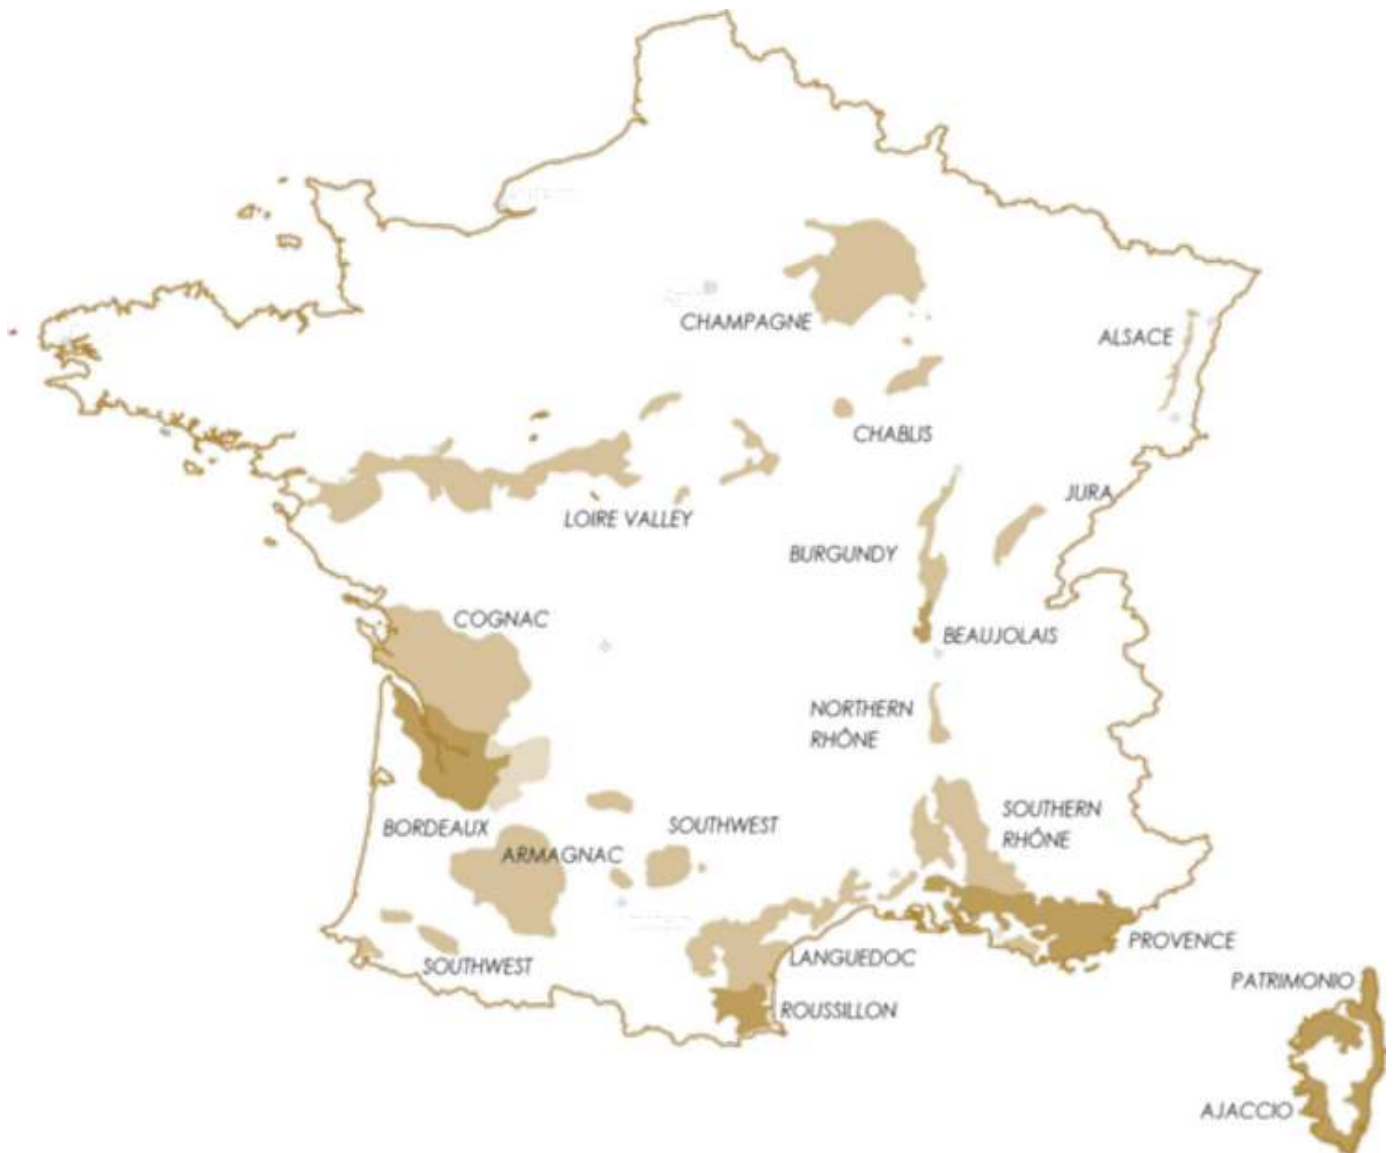 CHAMPAGNE
ALSACE
CHABLIS
JURA
LOIRE VALLEY
BURGUNDY
COGNAC
BEAUJOLAIS
NORTHERN
RHÔNE
SOUTHERN
RHÔNE
BORDEAUX
SOUTHWEST
ARMAGNAC
PROVENCE
SOUTHWEST
LANGUEDOC
PATRIMONIO
ROUSSILLON
AJACCIO